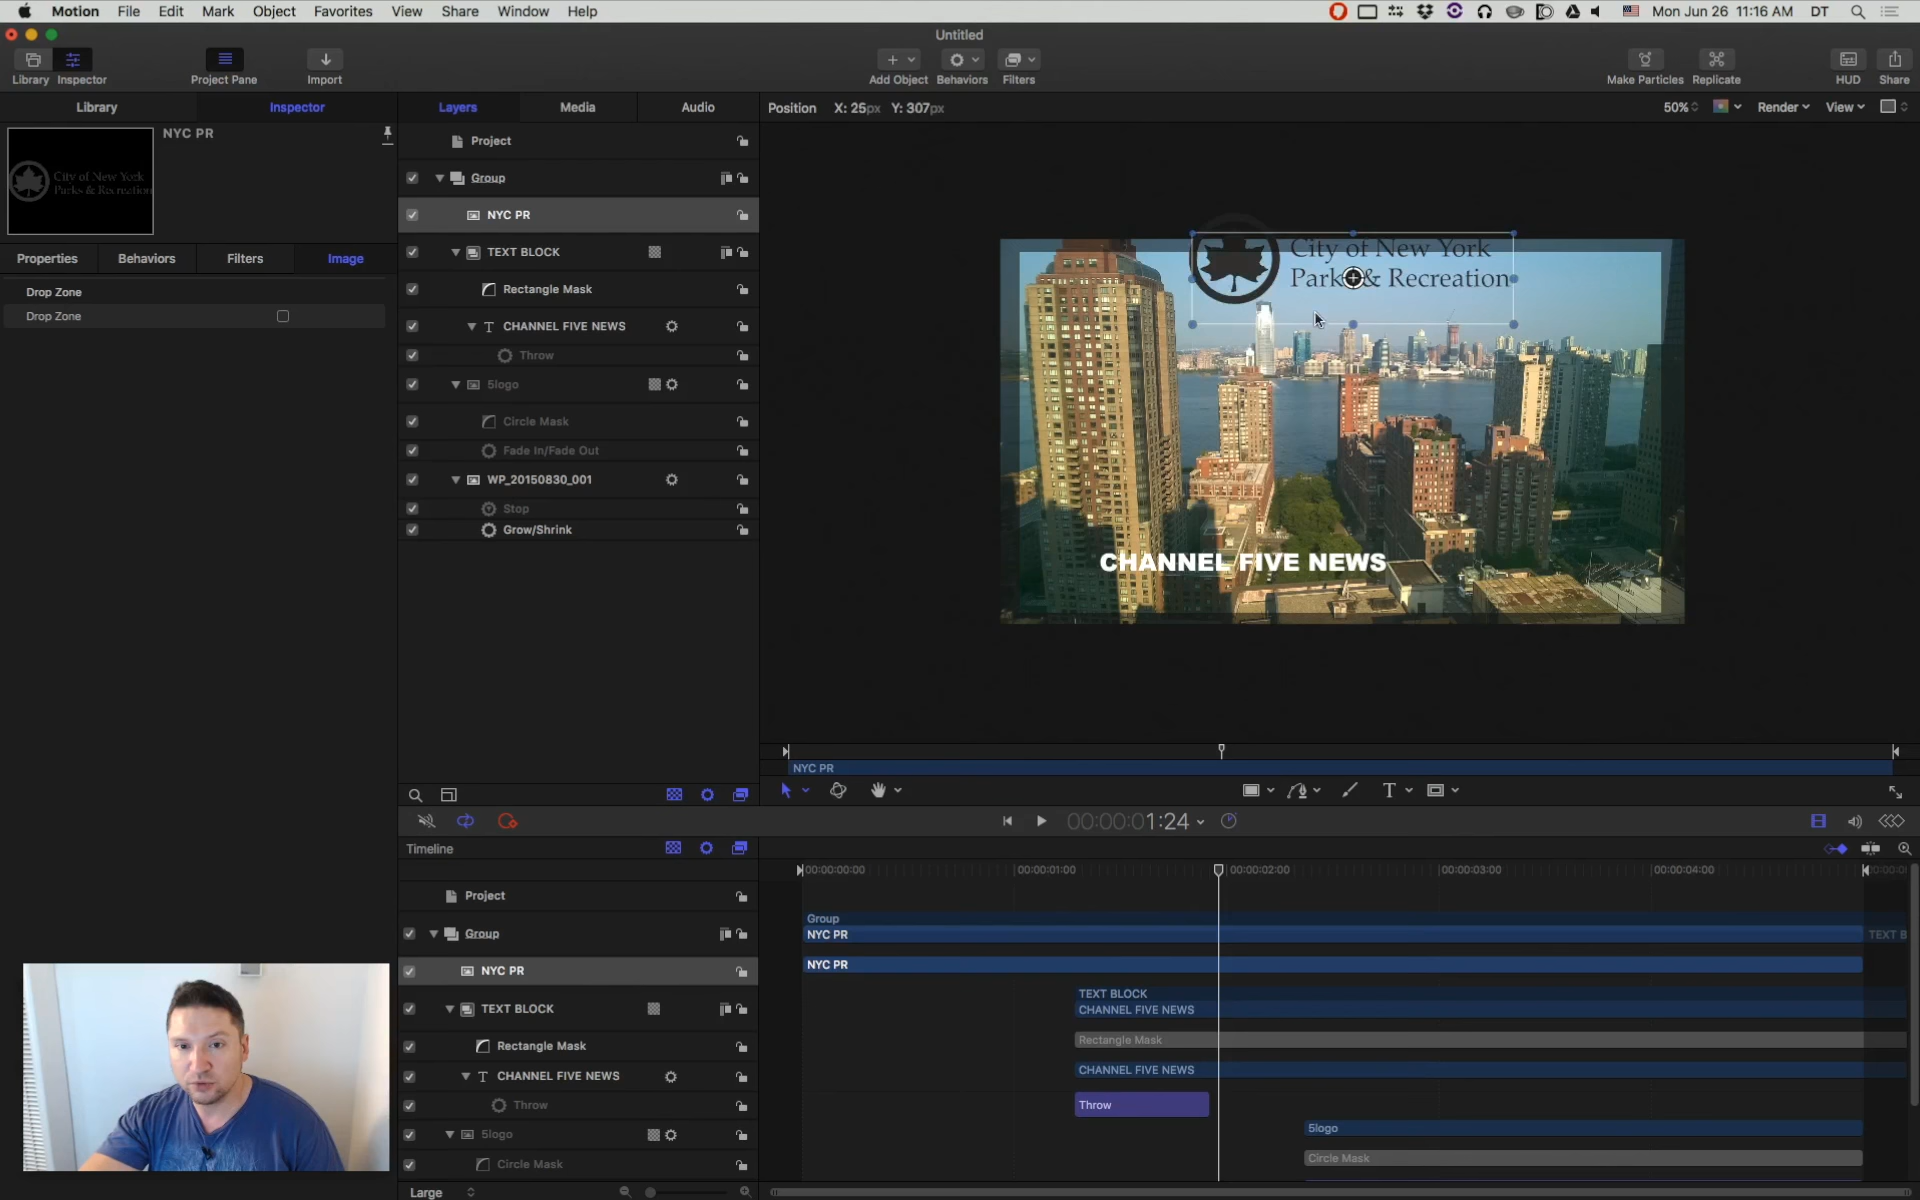 Motion File Edit Mark Object Favorites View Share Window Help
Mon Jun 26 11:16 AM DT
Untitled
Library Inspector Project Pane Import
Add Object Behaviors Filters
Make Particles Replicate HUD Share
Library Inspector
Layers Media Audio
Position X: 25px Y: 307px
50% Render View
NYC PR
City of New York
Parks & Recreation
Properties Behaviors Filters Image
Drop Zone
Drop Zone
Project
Group
NYC PR
TEXT BLOCK
Rectangle Mask
CHANNEL FIVE NEWS
Throw
5logo
Circle Mask
Fade In/Fade Out
WP_20150830_001
Stop
Grow/Shrink
City of New York
Parks & Recreation
CHANNEL FIVE NEWS
NYC PR
T
00:00:01:24
Timeline
Project
Group
NYC PR
TEXT BLOCK
Rectangle Mask
CHANNEL FIVE NEWS
Throw
5logo
Circle Mask
Large
00:00:00:00 00:00:01:00 00:00:02:00 00:00:03:00 00:00:04:00
Group
NYC PR TEXT B
NYC PR
TEXT BLOCK
CHANNEL FIVE NEWS
Rectangle Mask
CHANNEL FIVE NEWS
Throw
5logo
Circle Mask